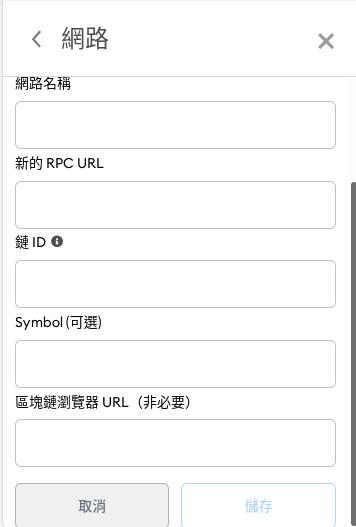 網路
網路名稱
新的 RPC URL
鏈 ID
Symbol (可選)
區塊鏈瀏覽器 URL（非必要）
取消
儲存